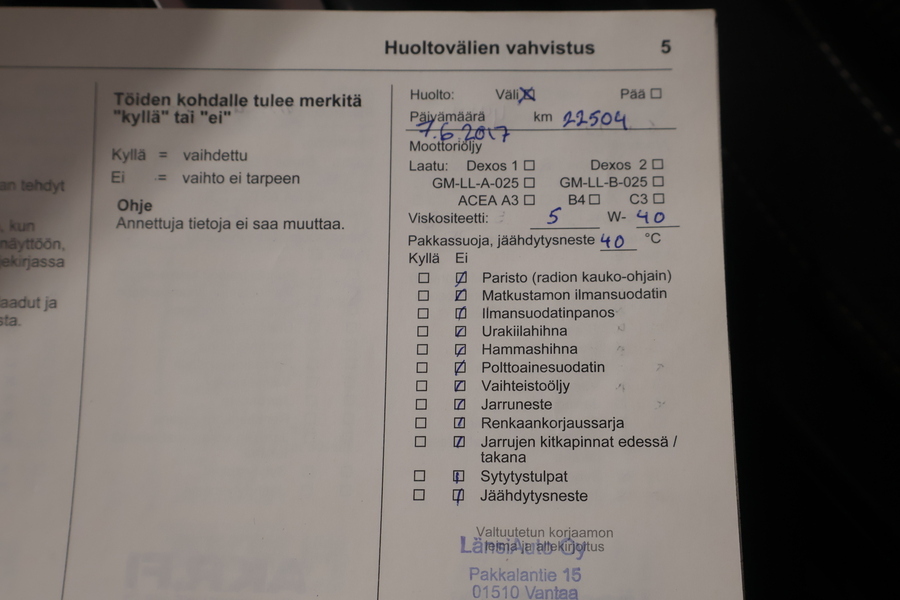 Huoltovälien vahvistus 5
an tehdyt
, kun
näyttöön,
jekirjassa
aadut ja
sta.
Töiden kohdalle tulee merkitä
"kyllä" tai "ei"
Kyllä = vaihdettu
Ei = vaihto ei tarpeen
Ohje
Annettuja tietoja ei saa muuttaa.
Huolto: Väli ☒ Pää ☐
Päivämäärä km 22504
7.6.2017
Moottoriöljy
Laatu: Dexos 1 ☐ Dexos 2 ☐
GM-LL-A-025 ☐ GM-LL-B-025 ☐
ACEA A3 ☐ B4 ☐ C3 ☐
Viskositeetti: 5 W- 40
Pakkassuoja, jäähdytysneste 40 °C
Kyllä Ei
☐ ☑ Paristo (radion kauko-ohjain)
☐ ☑ Matkustamon ilmansuodatin
☐ ☑ Ilmansuodatinpanos
☐ ☑ Urakiilahihna
☐ ☑ Hammashihna
☐ ☑ Polttoainesuodatin
☐ ☑ Vaihteistoöljy
☐ ☑ Jarruneste
☐ ☑ Renkaankorjaussarja
☐ ☑ Jarrujen kitkapinnat edessä /
takana
☐ ☑ Sytytystulpat
☐ ☑ Jäähdytysneste
Valtuutetun korjaamon
leima ja allekirjoitus
LänsiAuto Oy
Pakkalantie 15
01510 Vantaa